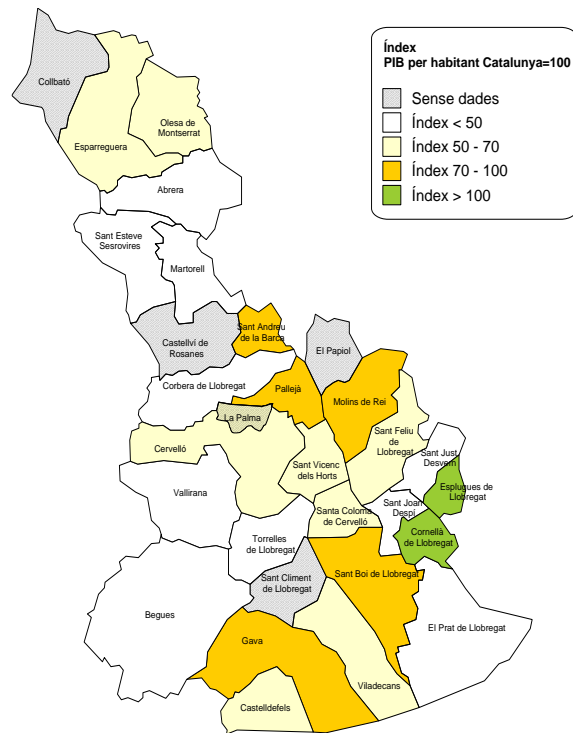 Índex
PIB per habitant Catalunya=100
Sense dades
Índex < 50
Índex 50 - 70
Índex 70 - 100
Índex > 100
Collbató
Olesa de
Montserrat
Esparreguera
Abrera
Sant Esteve
Sesrovires
Martorell
Sant Andreu
de la Barca
Castellví de
Rosanes
El Papiol
Corbera de Llobregat
Pallejà
Molins de Rei
La Palma
Sant Feliu
de
Llobregat
Cervelló
Sant Just
Desvern
Sant Vicenc
dels Horts
Esplugues de
Llobregat
Vallirana
Sant Joan
Despí
Santa Coloma
de Cervelló
Cornellà
de Llobregat
Torrelles
de Llobregat
Sant Climent
de Llobregat
Sant Boi de Llobregat
Begues
El Prat de Llobregat
Gava
Viladecans
Castelldefels